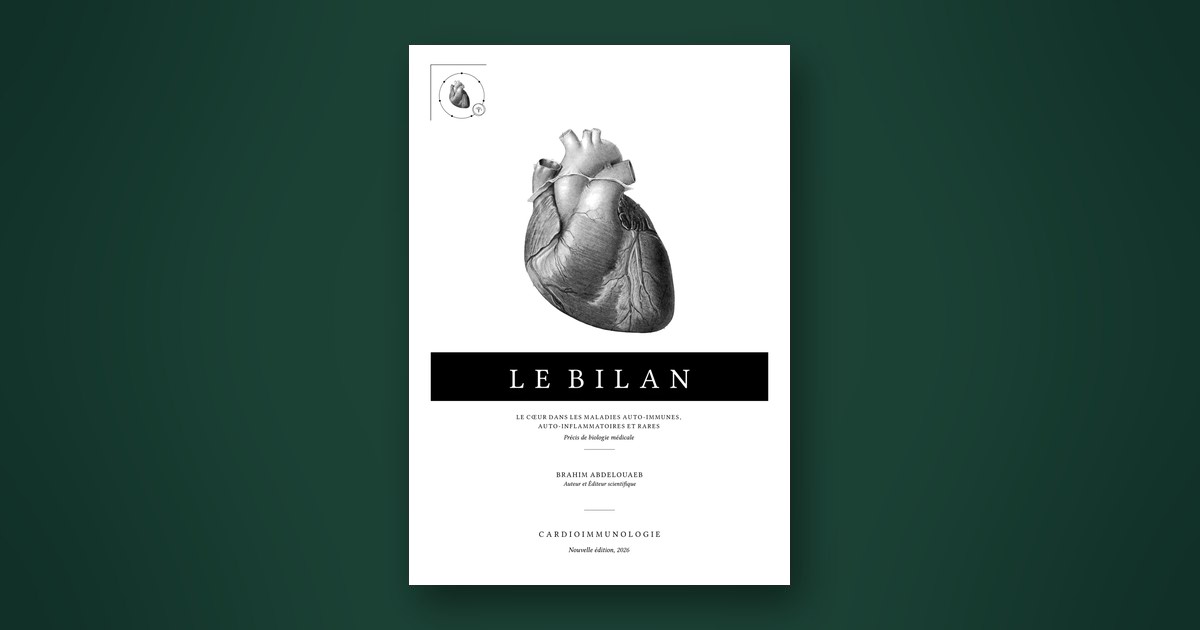 LE BILAN
LE CŒUR DANS LES MALADIES AUTO-IMMUNES,
AUTO-INFLAMMATOIRES ET RARES
Précis de biologie médicale
BRAHIM ABDELOUAEB
Auteur et Éditeur scientifique
CARDIOIMMUNOLOGIE
Nouvelle édition, 2026